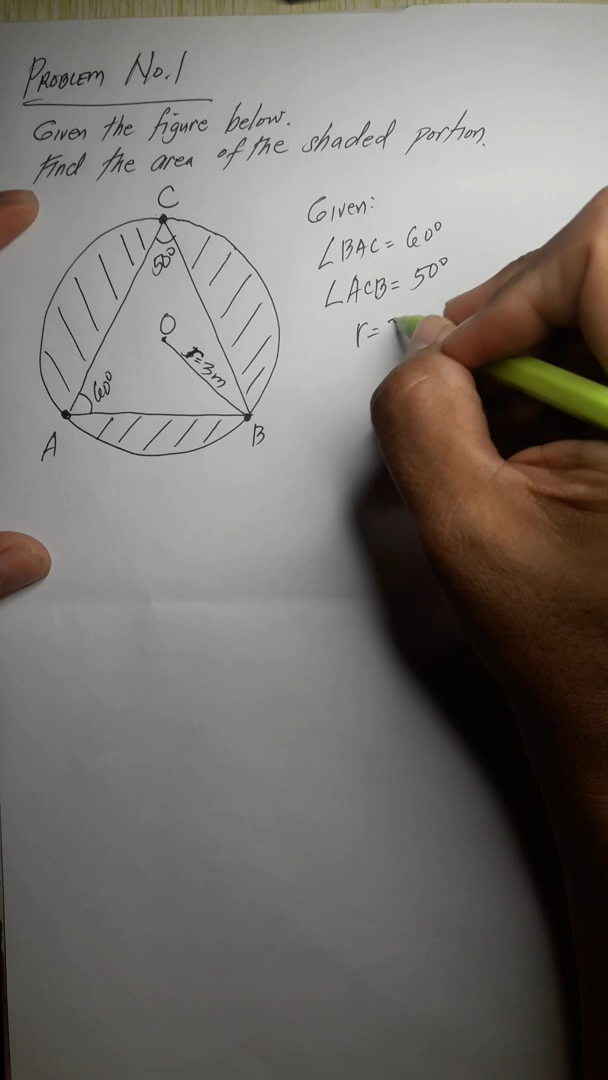 PROBLEM No. 1
Given the figure below.
Find the area of the shaded portion.
C
50°
O
r=3m
60°
A
B
Given:
∠BAC = 60°
∠ACB = 50°
r=